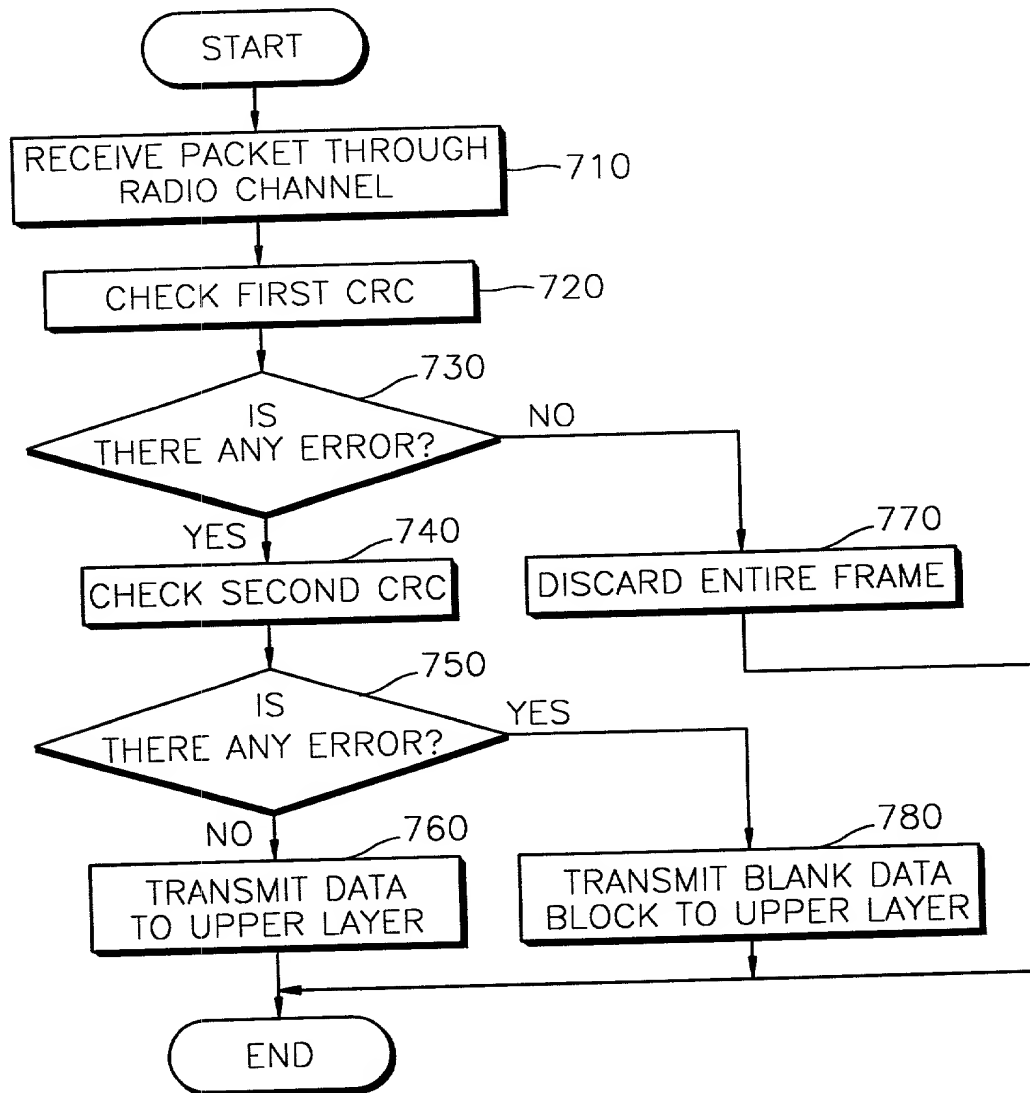 START
RECEIVE PACKET THROUGH
RADIO CHANNEL
710
CHECK FIRST CRC
720
730
IS
THERE ANY ERROR?
NO
YES
740
CHECK SECOND CRC
770
DISCARD ENTIRE FRAME
750
IS
THERE ANY ERROR?
YES
NO
760
TRANSMIT DATA
TO UPPER LAYER
780
TRANSMIT BLANK DATA
BLOCK TO UPPER LAYER
END